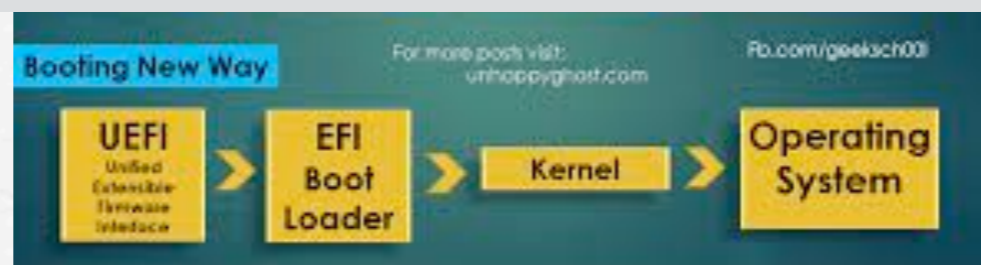 Booting New Way
For more posts visit:
unhappyghost.com
Fb.com/geeksch00l
UEFI
Unified
Extensible
Firmware
Interface
EFI
Boot
Loader
Kernel
Operating
System